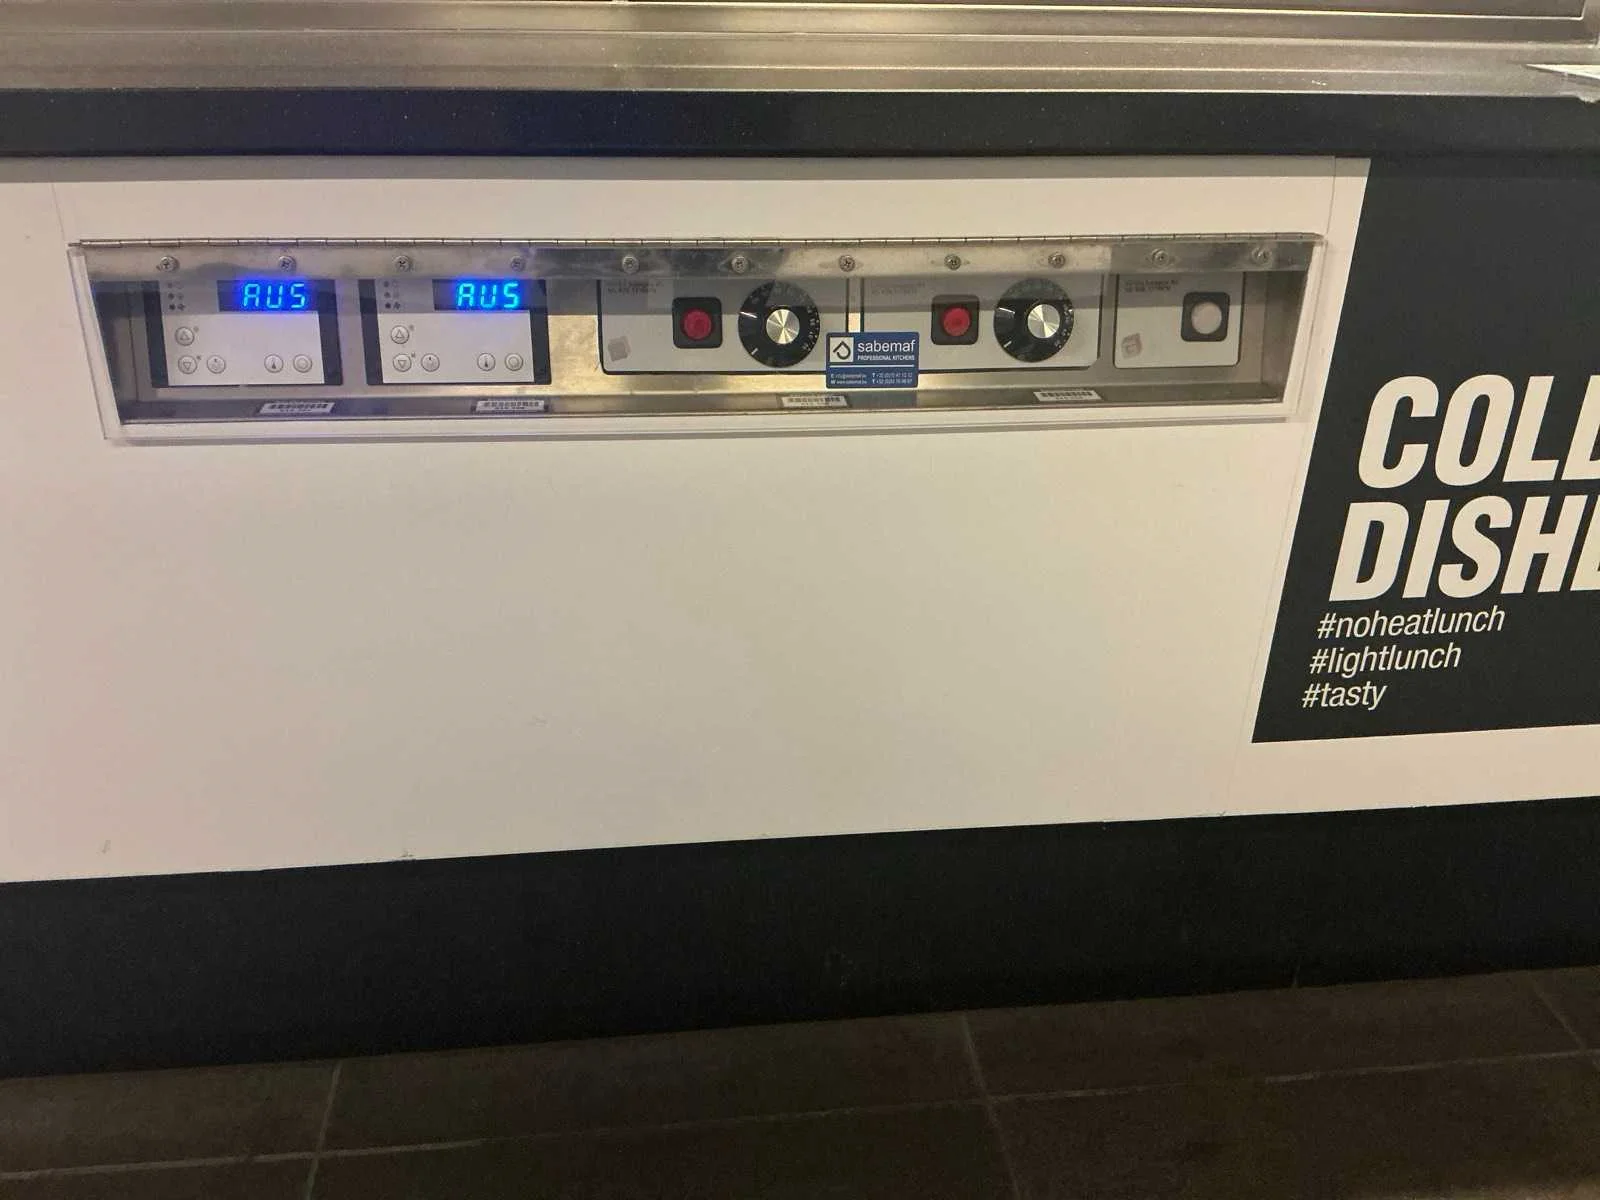 AUS
AUS
sabemaf
PROFESSIONAL KITCHENS
COLD
DISHE
#noheatlunch
#lightlunch
#tasty